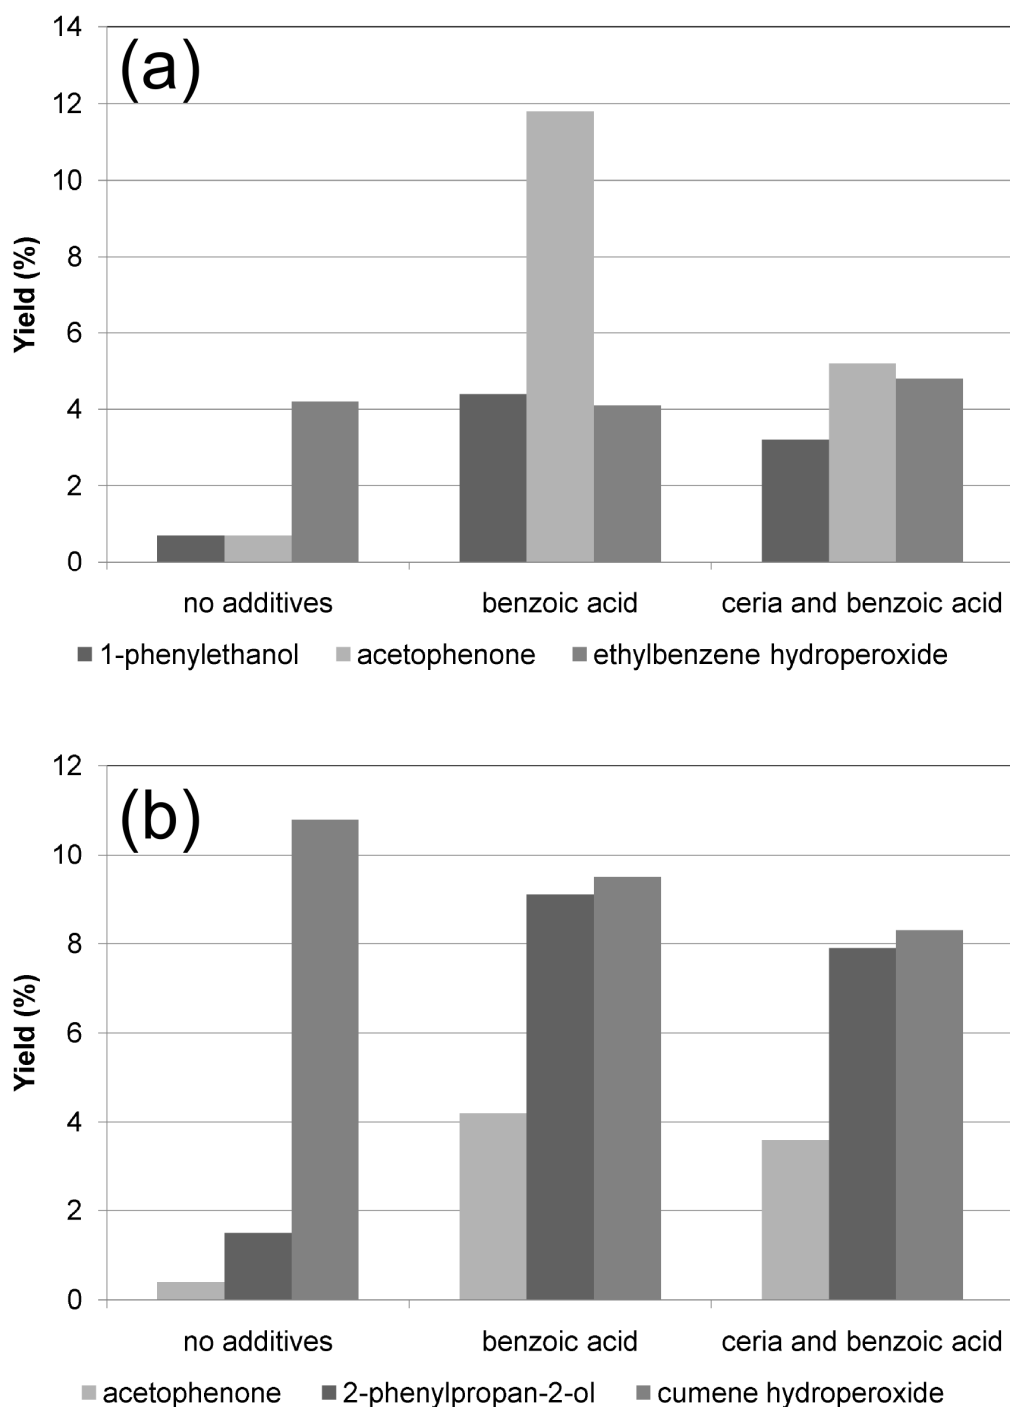 (a)
14
12
10
8
6
4
2
0
Yield (%)
no additives benzoic acid ceria and benzoic acid
1-phenylethanol acetophenone ethylbenzene hydroperoxide
(b)
12
10
8
6
4
2
0
Yield (%)
no additives benzoic acid ceria and benzoic acid
acetophenone 2-phenylpropan-2-ol cumene hydroperoxide